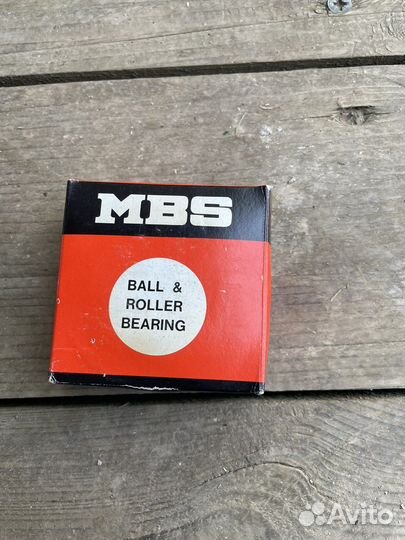 MBS
BALL &
ROLLER
BEARING
Avito